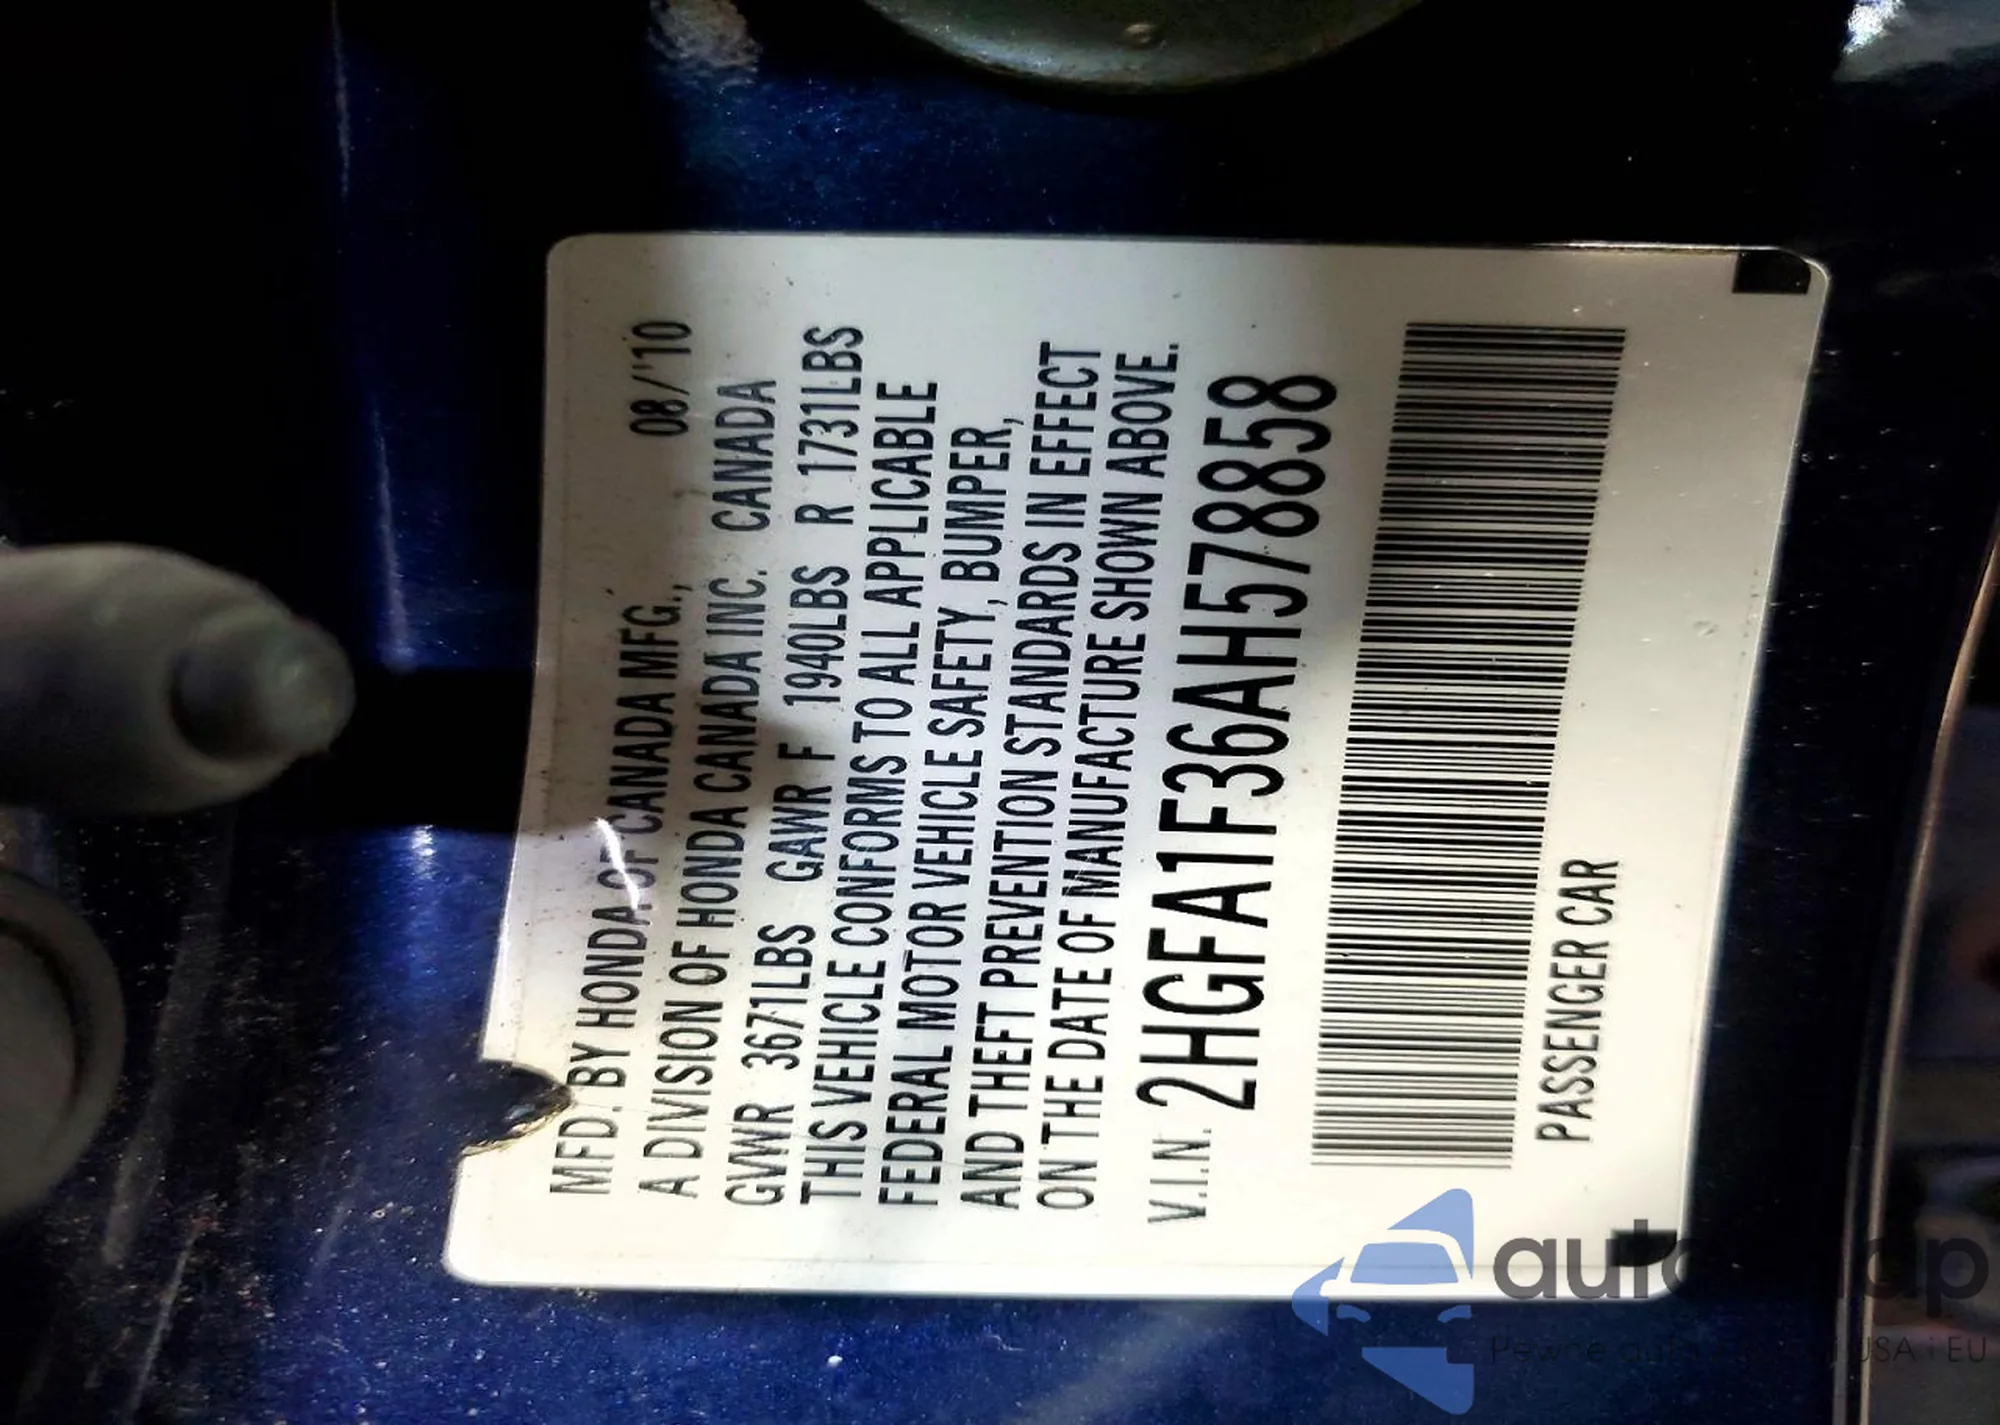 MFD. BY HONDA OF CANADA MFG., 08/'10
A DIVISION OF HONDA CANADA INC. CANADA
GVWR 3671LBS GAWR F 1940LBS R 1731LBS
THIS VEHICLE CONFORMS TO ALL APPLICABLE
FEDERAL MOTOR VEHICLE SAFETY, BUMPER,
AND THEFT PREVENTION STANDARDS IN EFFECT
ON THE DATE OF MANUFACTURE SHOWN ABOVE.
V.I.N. 2HGFA1F36AH578858
PASSENGER CAR
USA i EU